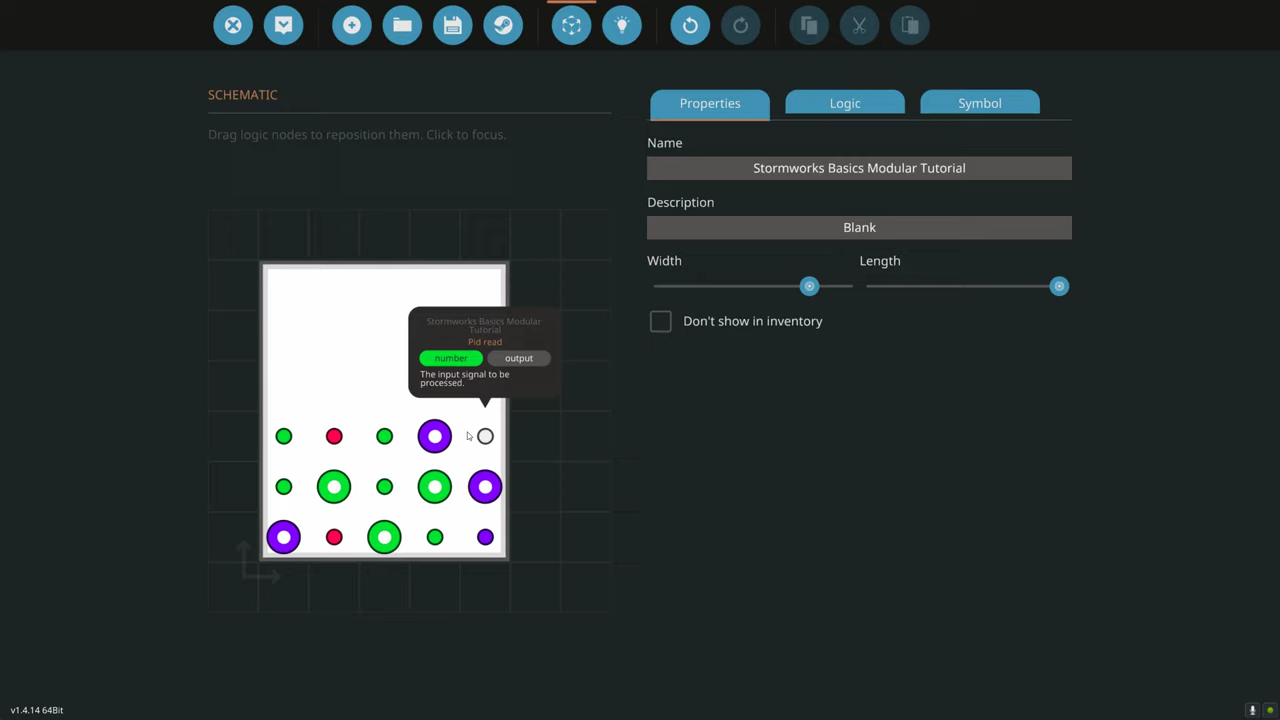 SCHEMATIC
Drag logic nodes to reposition them. Click to focus.
Properties
Logic
Symbol
Name
Stormworks Basics Modular Tutorial
Description
Blank
Width
Length
Don't show in inventory
Stormworks Basics Modular
Tutorial
Pid read
number
output
The input signal to be
processed.
v1.4.14 64Bit